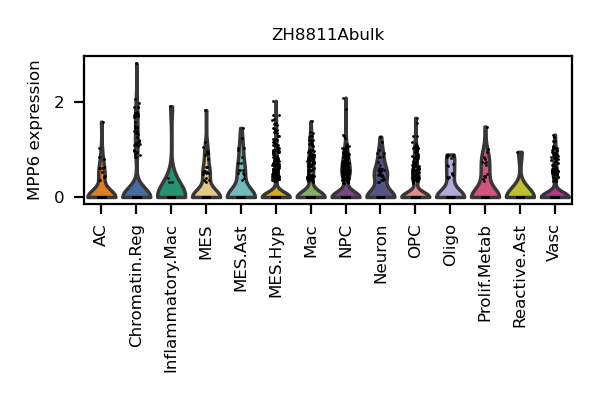 ZH8811Abulk
MPP6 expression
2
0
AC
Chromatin.Reg
Inflammatory.Mac
MES
MES.Ast
MES.Hyp
Mac
NPC
Neuron
OPC
Oligo
Prolif.Metab
Reactive.Ast
Vasc